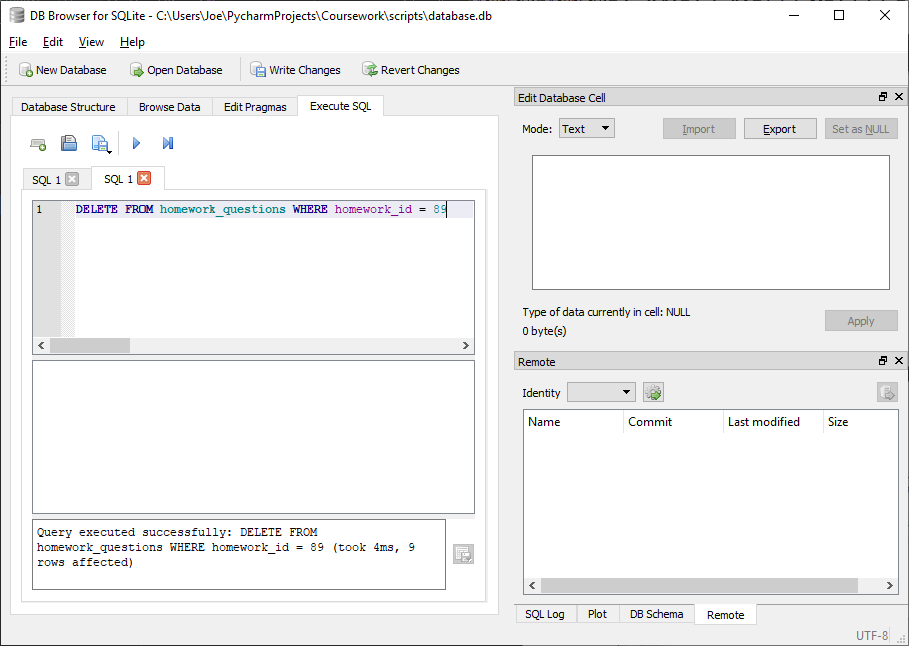 DB Browser for SQLite - C:\Users\Joe\PycharmProjects\Coursework\scripts\database.db
File Edit View Help
New Database Open Database Write Changes Revert Changes
Database Structure Browse Data Edit Pragmas Execute SQL
SQL 1 SQL 1
1 DELETE FROM homework_questions WHERE homework_id = 89
Query executed successfully: DELETE FROM
homework_questions WHERE homework_id = 89 (took 4ms, 9
rows affected)
Edit Database Cell
Mode: Text Import Export Set as NULL
Type of data currently in cell: NULL
0 byte(s)
Apply
Remote
Identity
Name Commit Last modified Size
SQL Log Plot DB Schema Remote
UTF-8